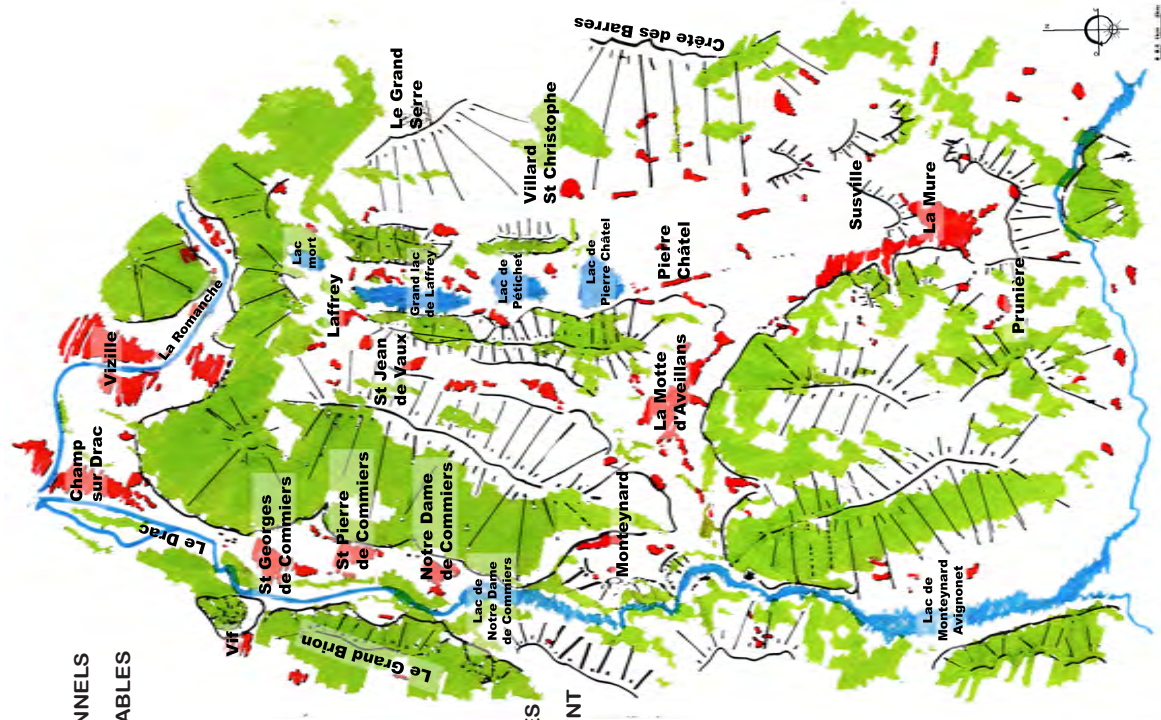 NNELS
ABLES
ES
NT
Champ
sur Drac
Vizille
La Romanche
Le Drac
Vif
St Georges
de Commiers
St Pierre
de Commiers
Notre Dame
de Commiers
Le Grand Brion
Lac de
Notre Dame
de Commiers
Monteynard
Lac de
Monteynard
Avignonet
Laffrey
Lac
mort
Grand lac
de Laffrey
St Jean
de Vaux
Lac de
Pétichet
Lac de
Pierre Châtel
Pierre
Châtel
La Motte
d'Aveillans
Le Grand
Serre
Villard
St Christophe
Crête des Barres
Susville
La Mure
Prunière
N